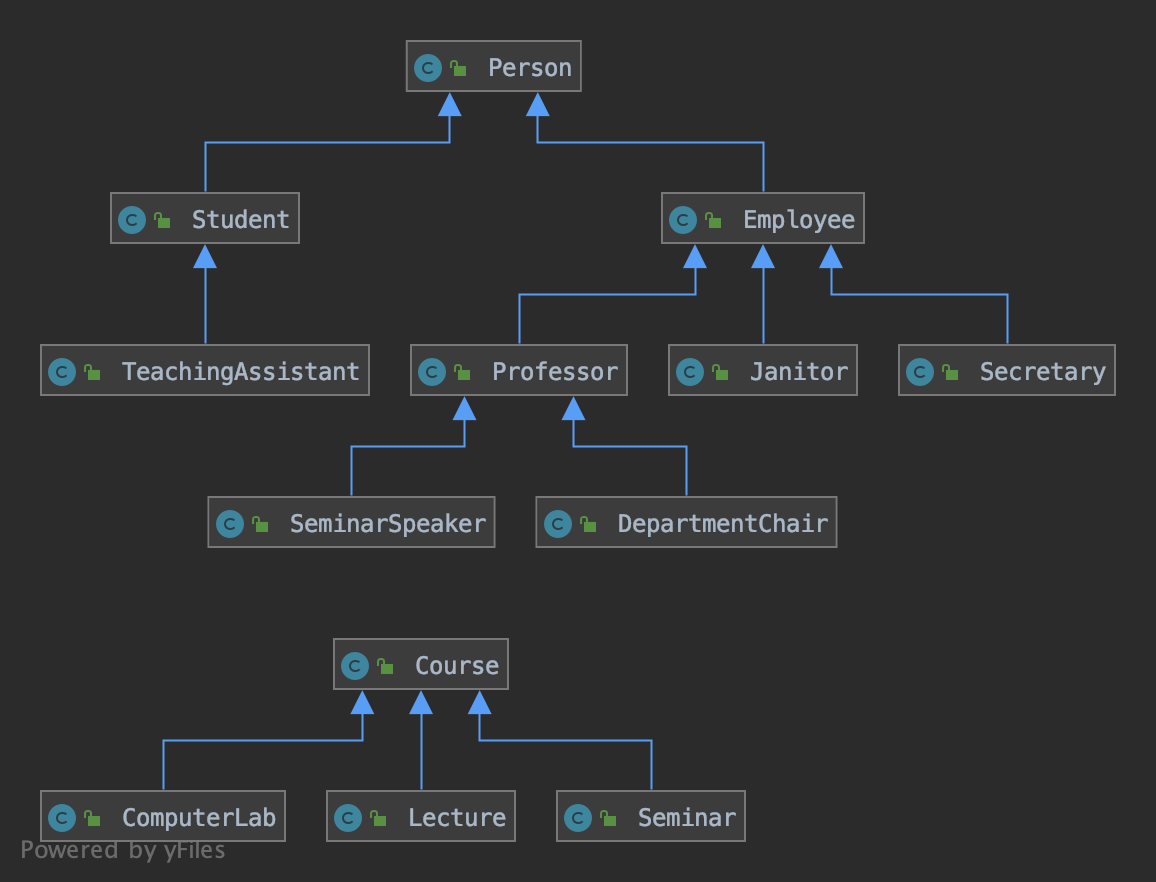 Person
Student
Employee
TeachingAssistant
Professor
Janitor
Secretary
SeminarSpeaker
DepartmentChair
Course
ComputerLab
Lecture
Seminar
Powered by yFiles